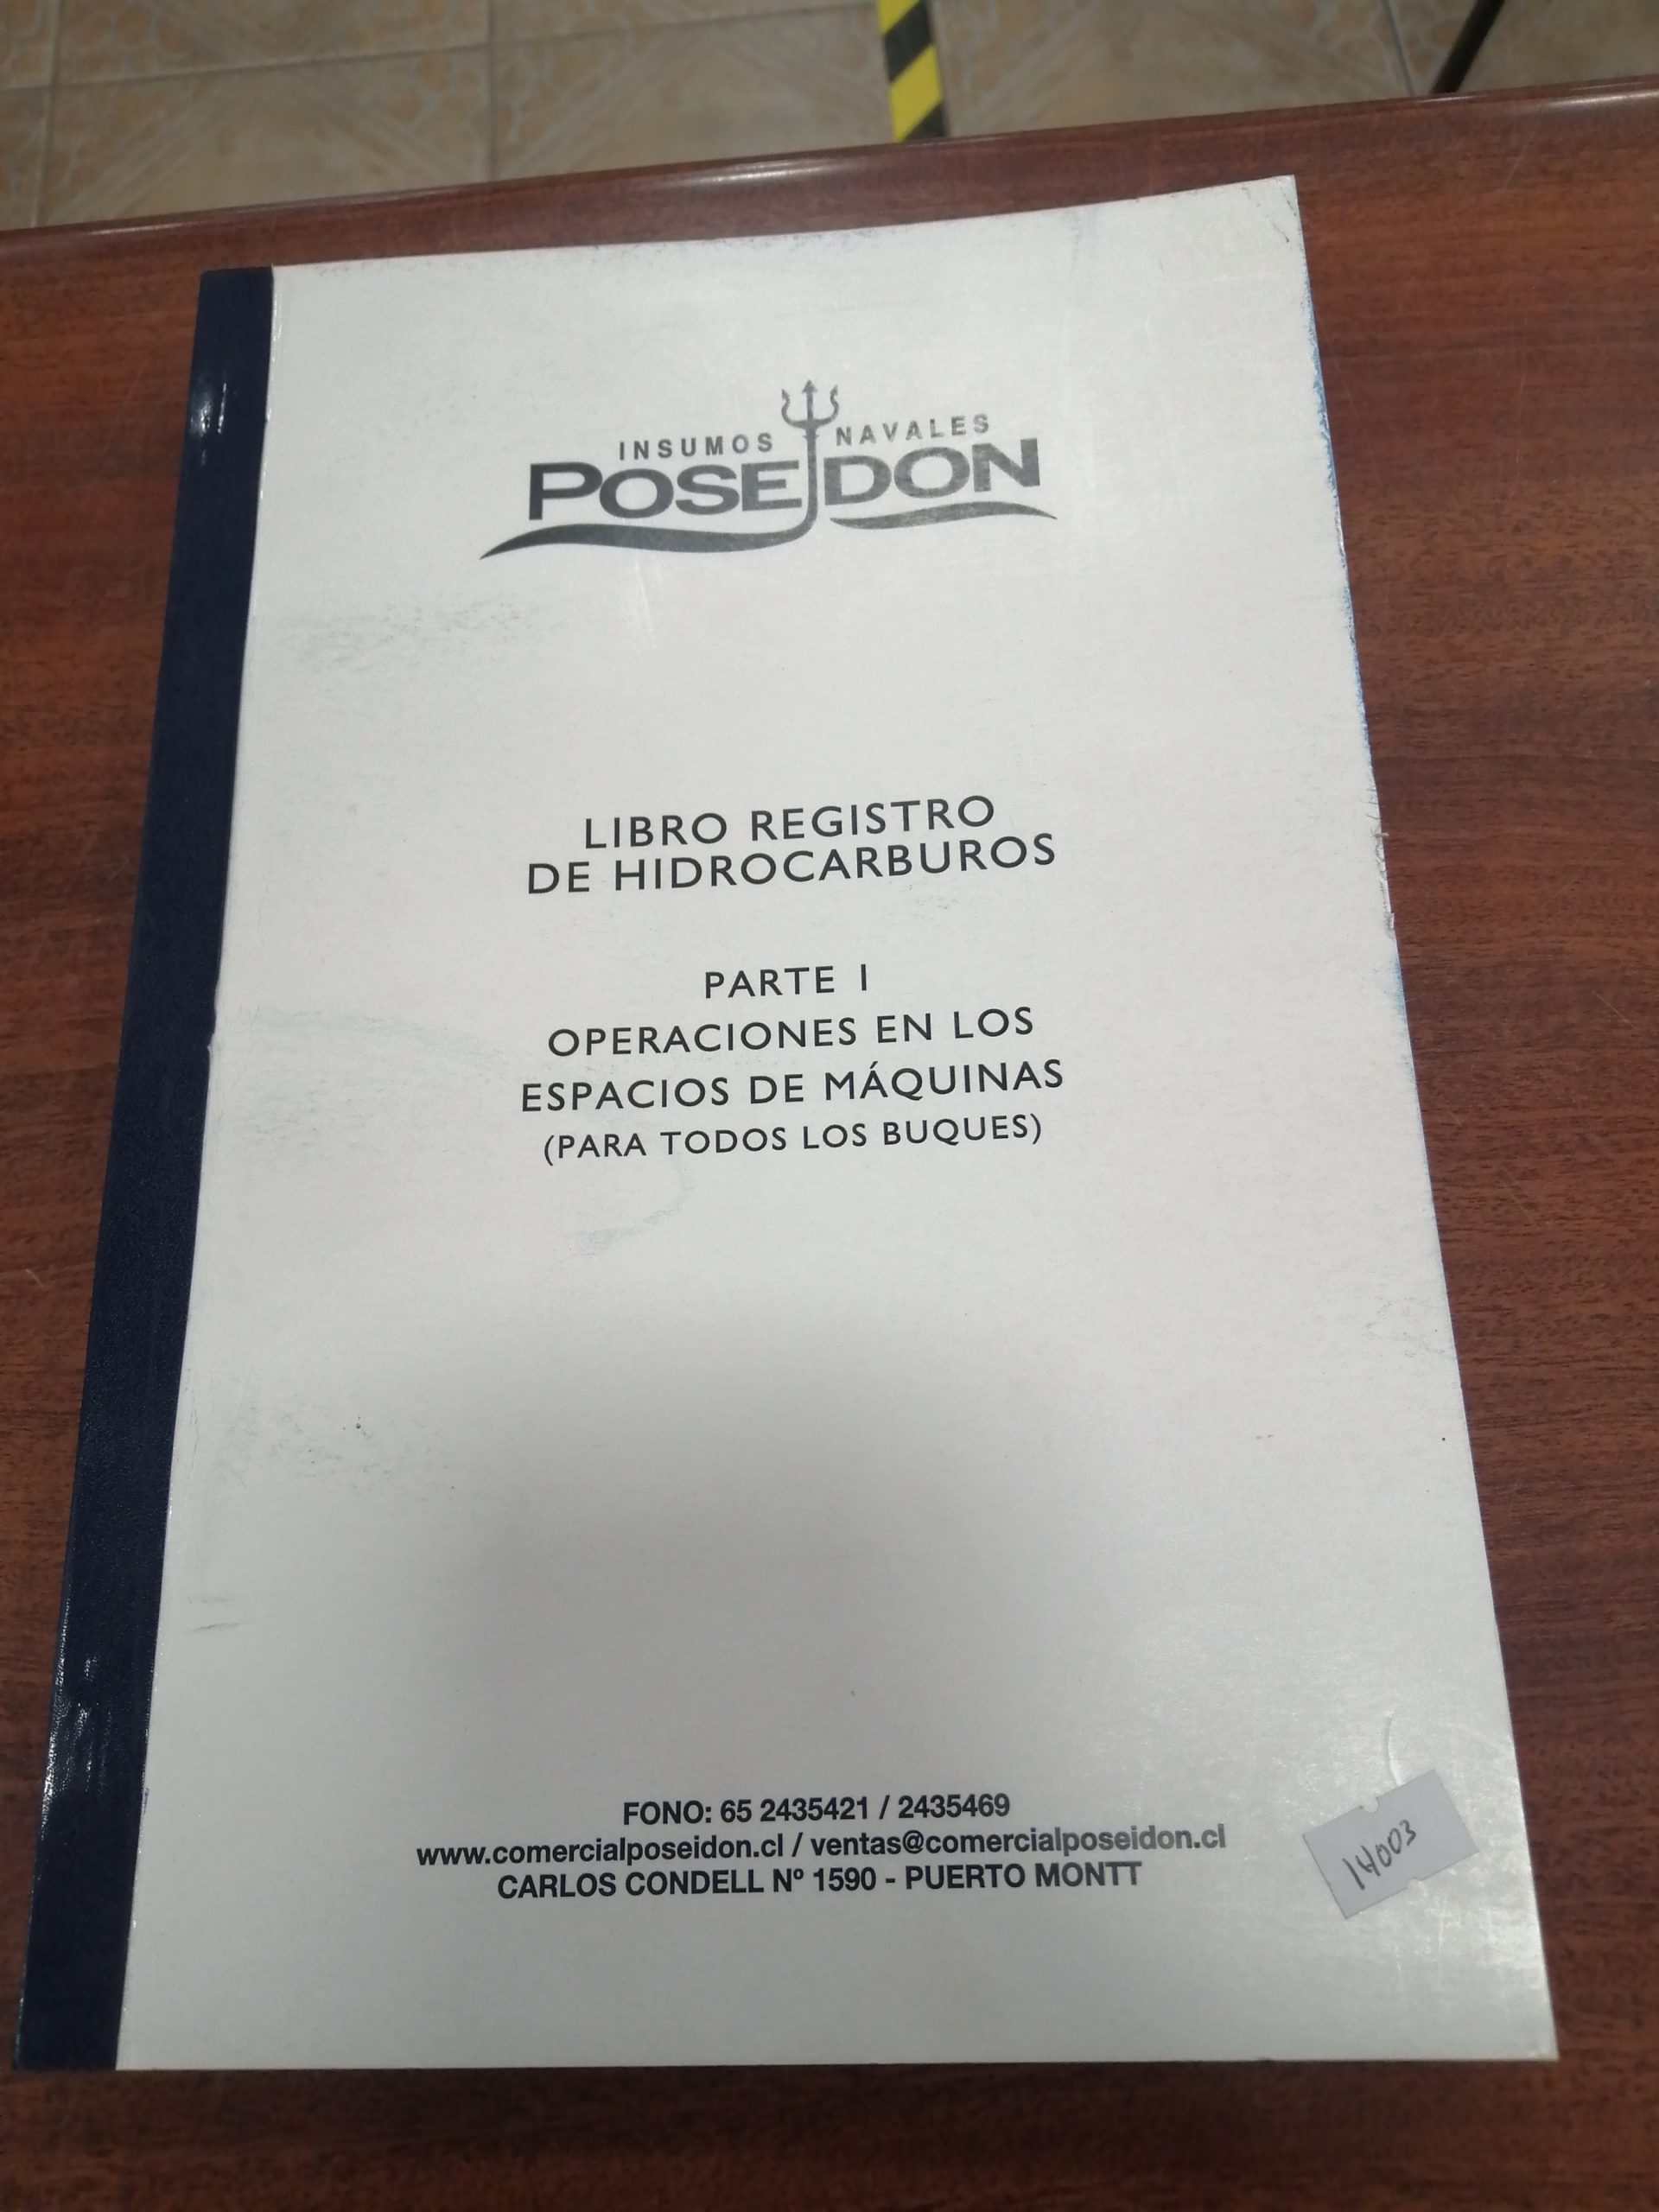 INSUMOS NAVALES
POSEIDON
LIBRO REGISTRO
DE HIDROCARBUROS
PARTE I
OPERACIONES EN LOS
ESPACIOS DE MÁQUINAS
(PARA TODOS LOS BUQUES)
FONO: 65 2435421 / 2435469
www.comercialposeidon.cl / ventas@comercialposeidon.cl
CARLOS CONDELL Nº 1590 - PUERTO MONTT
14003